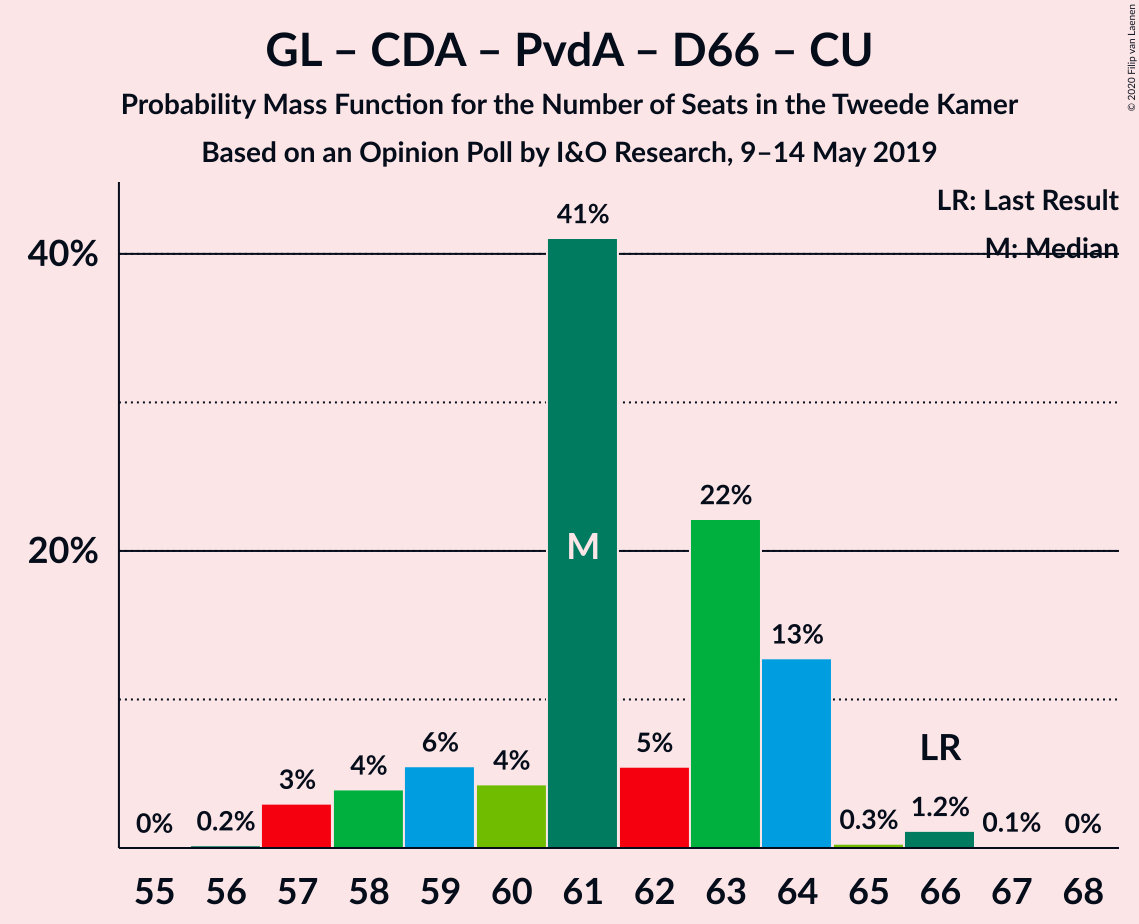 GL – CDA – PvdA – D66 – CU
Probability Mass Function for the Number of Seats in the Tweede Kamer
Based on an Opinion Poll by I&O Research, 9–14 May 2019
© 2020 Filip van Laenen
LR: Last Result
M: Median
40%
20%
0%
0.2%
3%
4%
6%
4%
41%
M
5%
22%
13%
0.3%
LR
1.2%
0.1%
0%
55 56 57 58 59 60 61 62 63 64 65 66 67 68